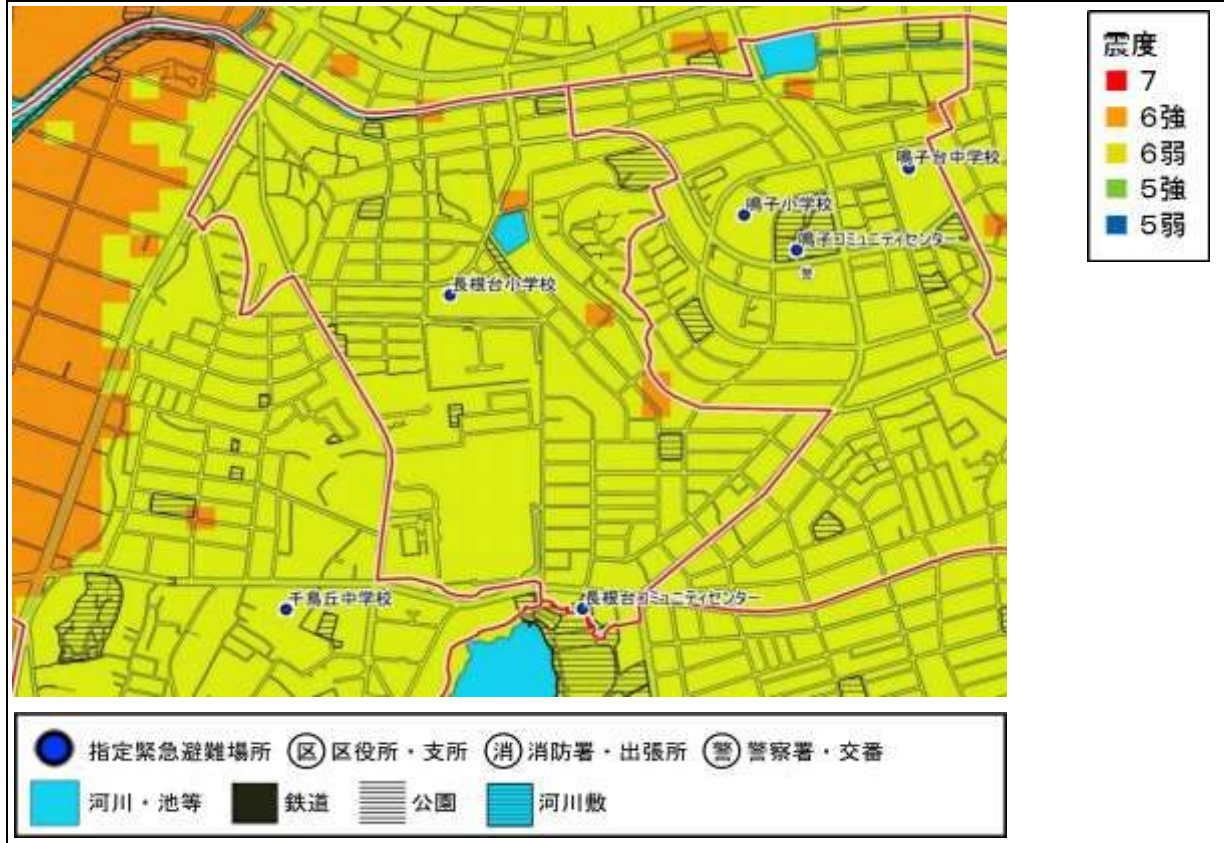 震度
7
6強
6弱
5強
5弱
鳴子台中学校
鳴子小学校
鳴子コミュニティセンター
警
長根台小学校
千鳥丘中学校
長根台コミュニティセンター
指定緊急避難場所 区 区役所・支所 消 消防署・出張所 警 警察署・交番
河川・池等 鉄道 公園 河川敷